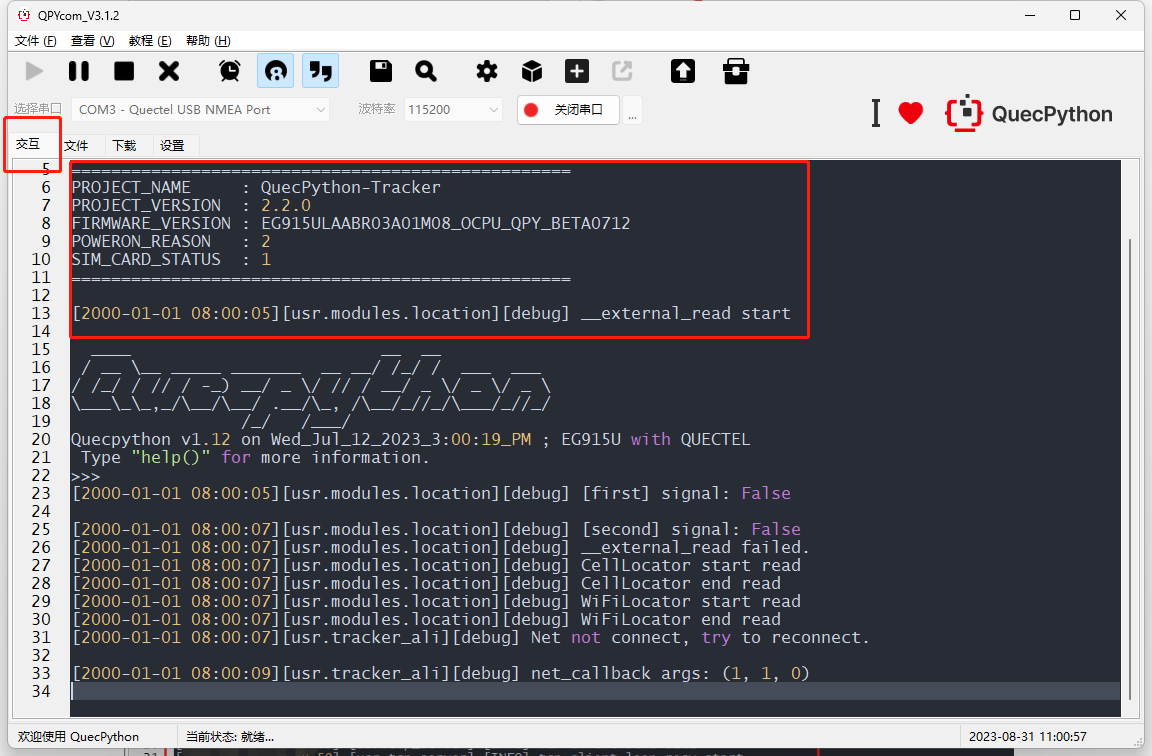 QPYcom_V3.1.2
文件 (F) 查看 (V) 教程 (E) 帮助 (H)
选择串口 COM3 - Quectel USB NMEA Port 波特率 115200 关闭串口 ...
QuecPython
交互 文件 下载 设置
5 ==================================================
6 PROJECT_NAME     : QuecPython-Tracker
7 PROJECT_VERSION  : 2.2.0
8 FIRMWARE_VERSION : EG915ULAABR03A01M08_OCPU_QPY_BETA0712
9 POWERON_REASON   : 2
10 SIM_CARD_STATUS  : 1
11 ==================================================
12
13 [2000-01-01 08:00:05][usr.modules.location][debug] __external_read start
14
15
16
17
18
19
20 Quecpython v1.12 on Wed_Jul_12_2023_3:00:19_PM ; EG915U with QUECTEL
21  Type "help()" for more information.
22 >>>
23 [2000-01-01 08:00:05][usr.modules.location][debug] [first] signal: False
24
25 [2000-01-01 08:00:07][usr.modules.location][debug] [second] signal: False
26 [2000-01-01 08:00:07][usr.modules.location][debug] __external_read failed.
27 [2000-01-01 08:00:07][usr.modules.location][debug] CellLocator start read
28 [2000-01-01 08:00:07][usr.modules.location][debug] CellLocator end read
29 [2000-01-01 08:00:07][usr.modules.location][debug] WiFiLocator start read
30 [2000-01-01 08:00:07][usr.modules.location][debug] WiFiLocator end read
31 [2000-01-01 08:00:07][usr.tracker_ali][debug] Net not connect, try to reconnect.
32
33 [2000-01-01 08:00:09][usr.tracker_ali][debug] net_callback args: (1, 1, 0)
34
欢迎使用 QuecPython 当前状态: 就绪... 2023-08-31 11:00:57